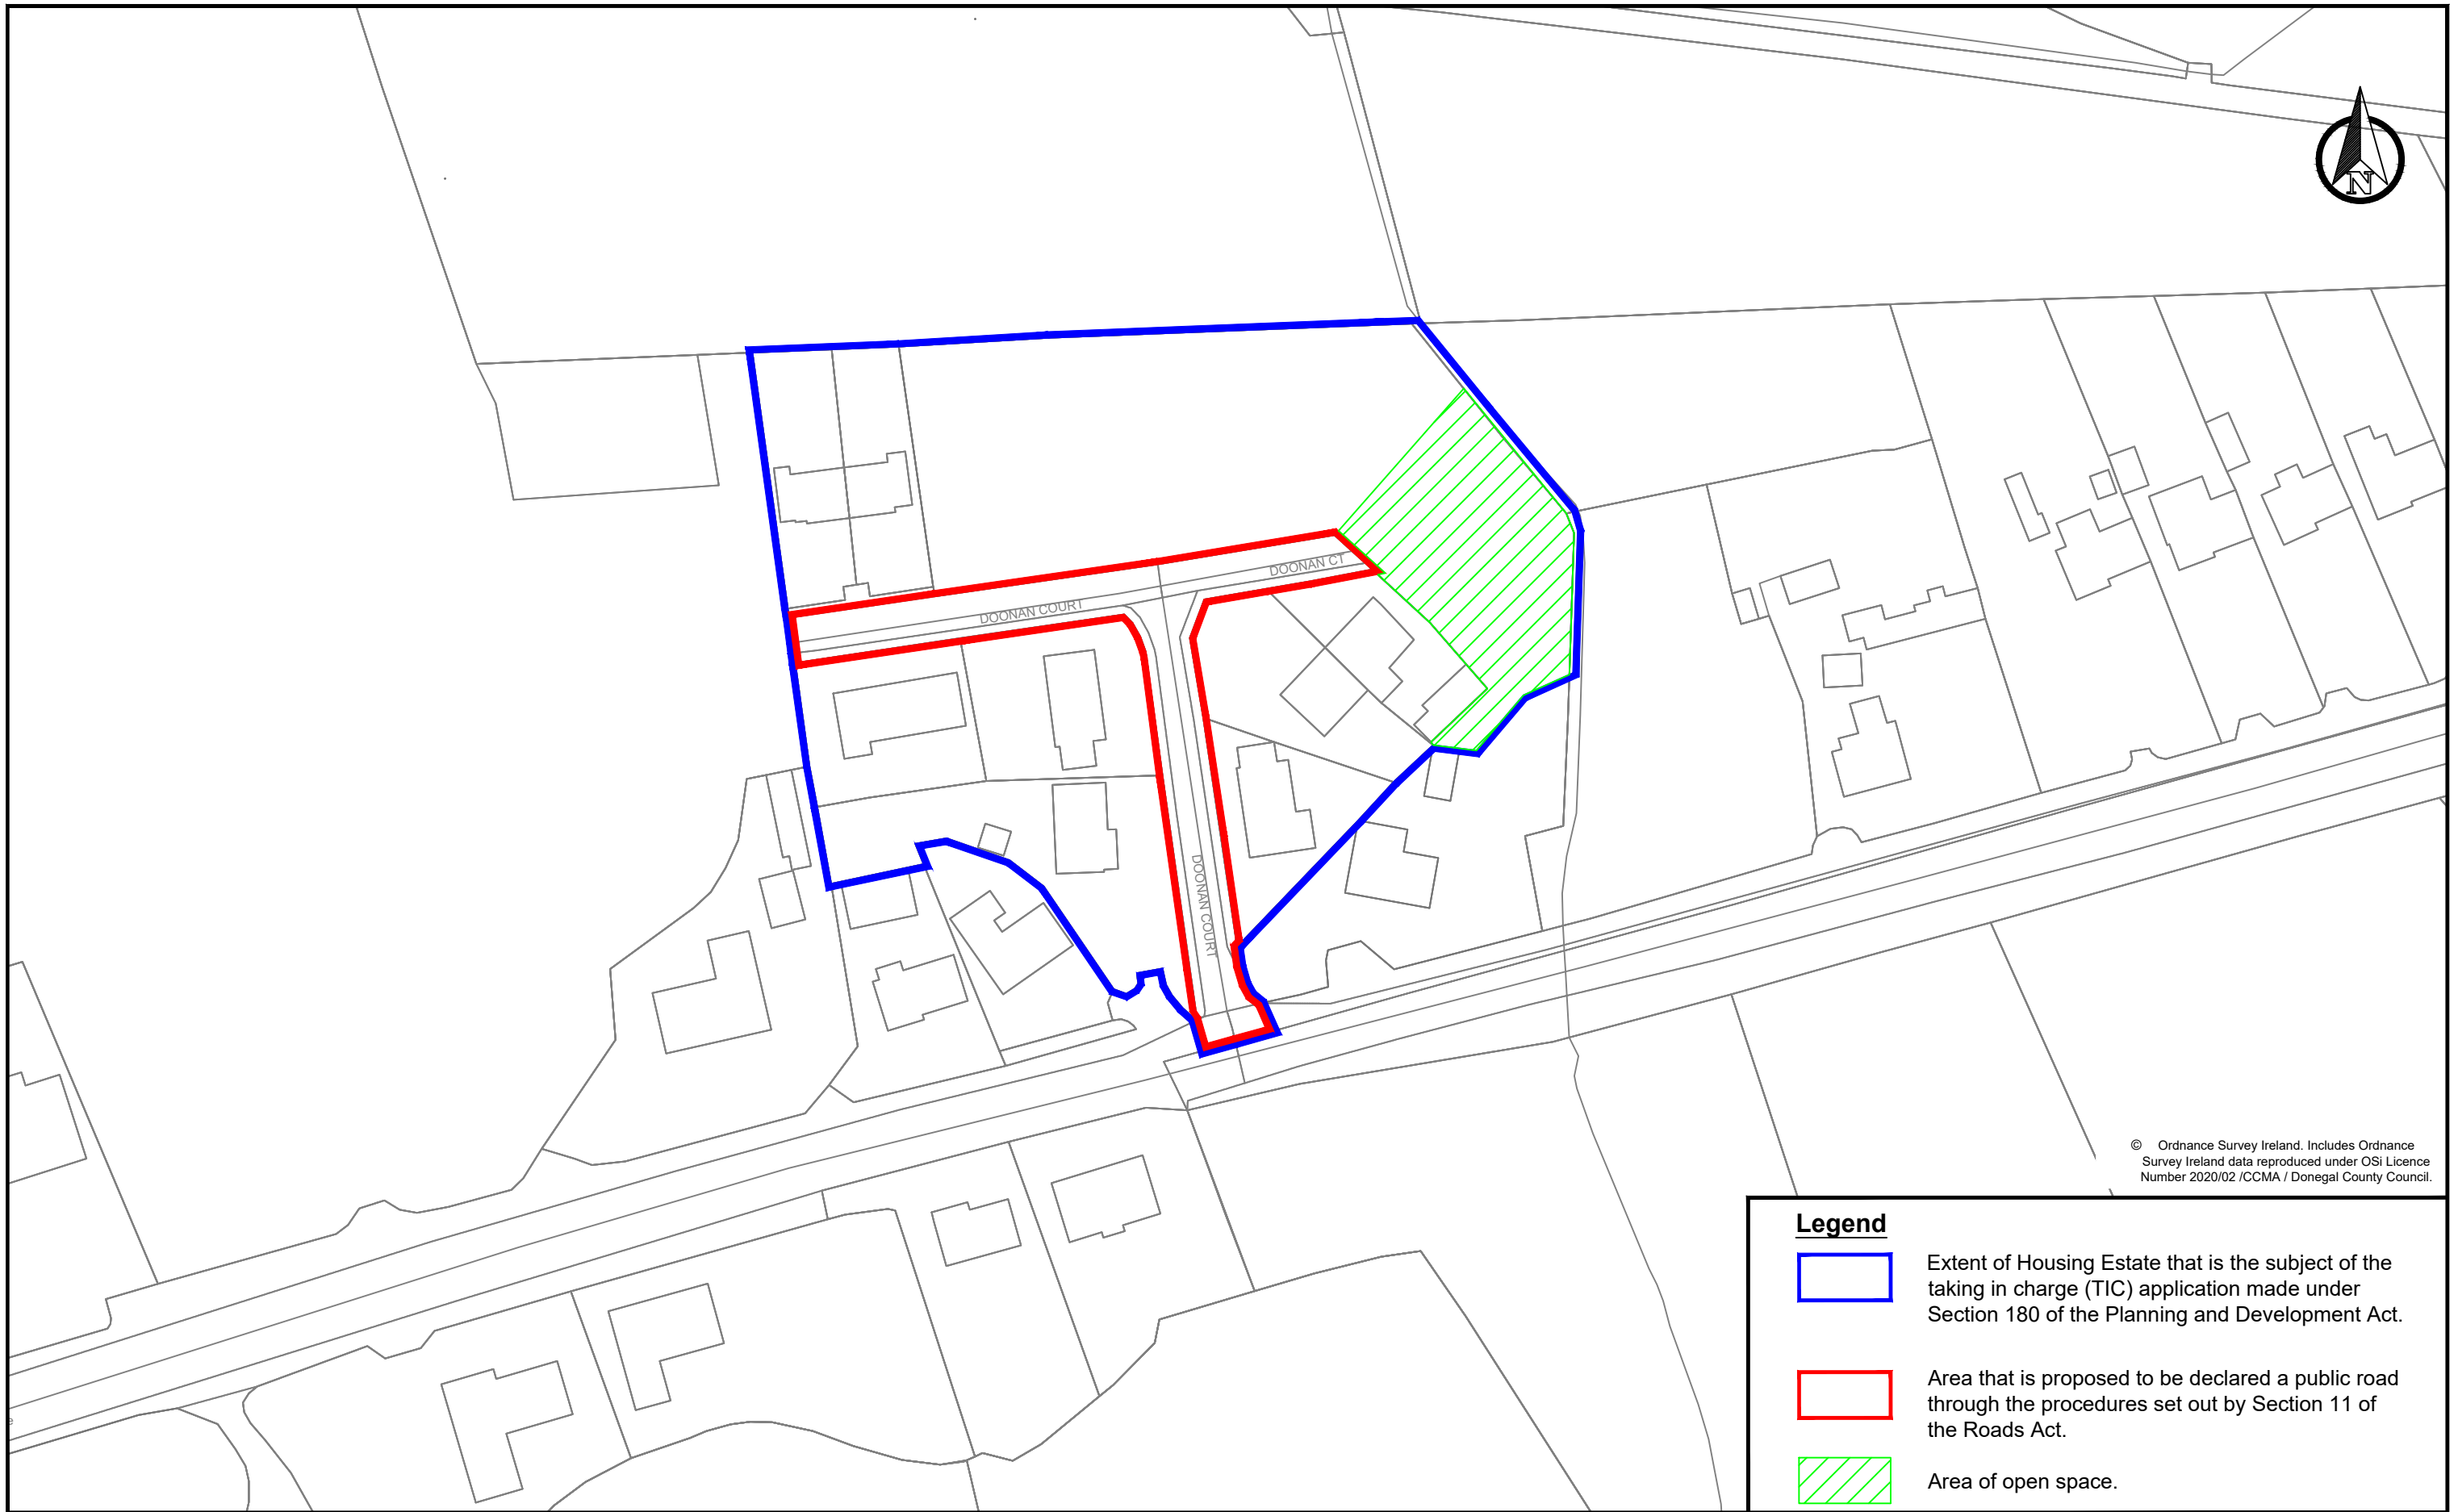 N
DOONAN CT
DOONAN COURT
DOONAN COURT
© Ordnance Survey Ireland. Includes Ordnance
Survey Ireland data reproduced under OSi Licence
Number 2020/02 /CCMA / Donegal County Council.
Legend
Extent of Housing Estate that is the subject of the
taking in charge (TIC) application made under
Section 180 of the Planning and Development Act.
Area that is proposed to be declared a public road
through the procedures set out by Section 11 of
the Roads Act.
Area of open space.